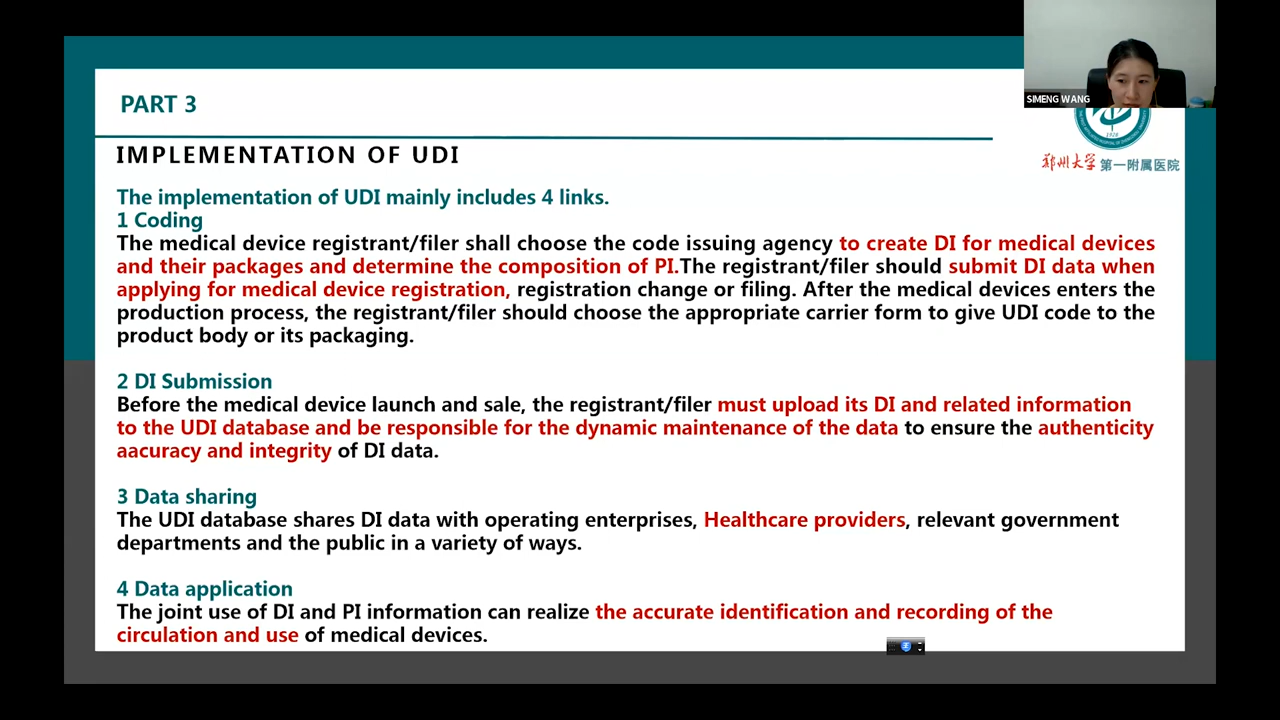 PART 3
SIMENG WANG
1928
郑州大学 第一附属医院
IMPLEMENTATION OF UDI
The implementation of UDI mainly includes 4 links.
1 Coding
The medical device registrant/filer shall choose the code issuing agency to create DI for medical devices
and their packages and determine the composition of PI.The registrant/filer should submit DI data when
applying for medical device registration, registration change or filing. After the medical devices enters the
production process, the registrant/filer should choose the appropriate carrier form to give UDI code to the
product body or its packaging.
2 DI Submission
Before the medical device launch and sale, the registrant/filer must upload its DI and related information
to the UDI database and be responsible for the dynamic maintenance of the data to ensure the authenticity
aacuracy and integrity of DI data.
3 Data sharing
The UDI database shares DI data with operating enterprises, Healthcare providers, relevant government
departments and the public in a variety of ways.
4 Data application
The joint use of DI and PI information can realize the accurate identification and recording of the
circulation and use of medical devices.